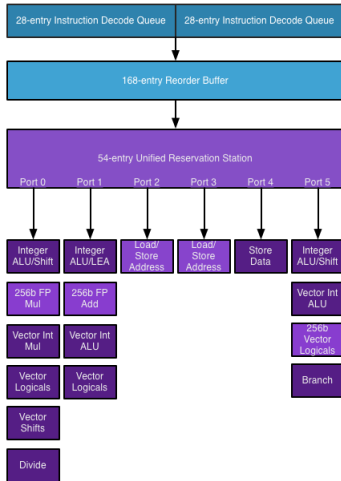 28-entry Instruction Decode Queue 28-entry Instruction Decode Queue
168-entry Reorder Buffer
54-entry Unified Reservation Station
Port 0 Port 1 Port 2 Port 3 Port 4 Port 5
Integer
ALU/Shift
Integer
ALU/LEA
Load/
Store
Address
Load/
Store
Address
Store
Data
Integer
ALU/Shift
256b FP
Mul
256b FP
Add
Vector Int
ALU
Vector Int
Mul
Vector Int
ALU
256b
Vector
Logicals
Vector
Logicals
Vector
Logicals
Branch
Vector
Shifts
Divide